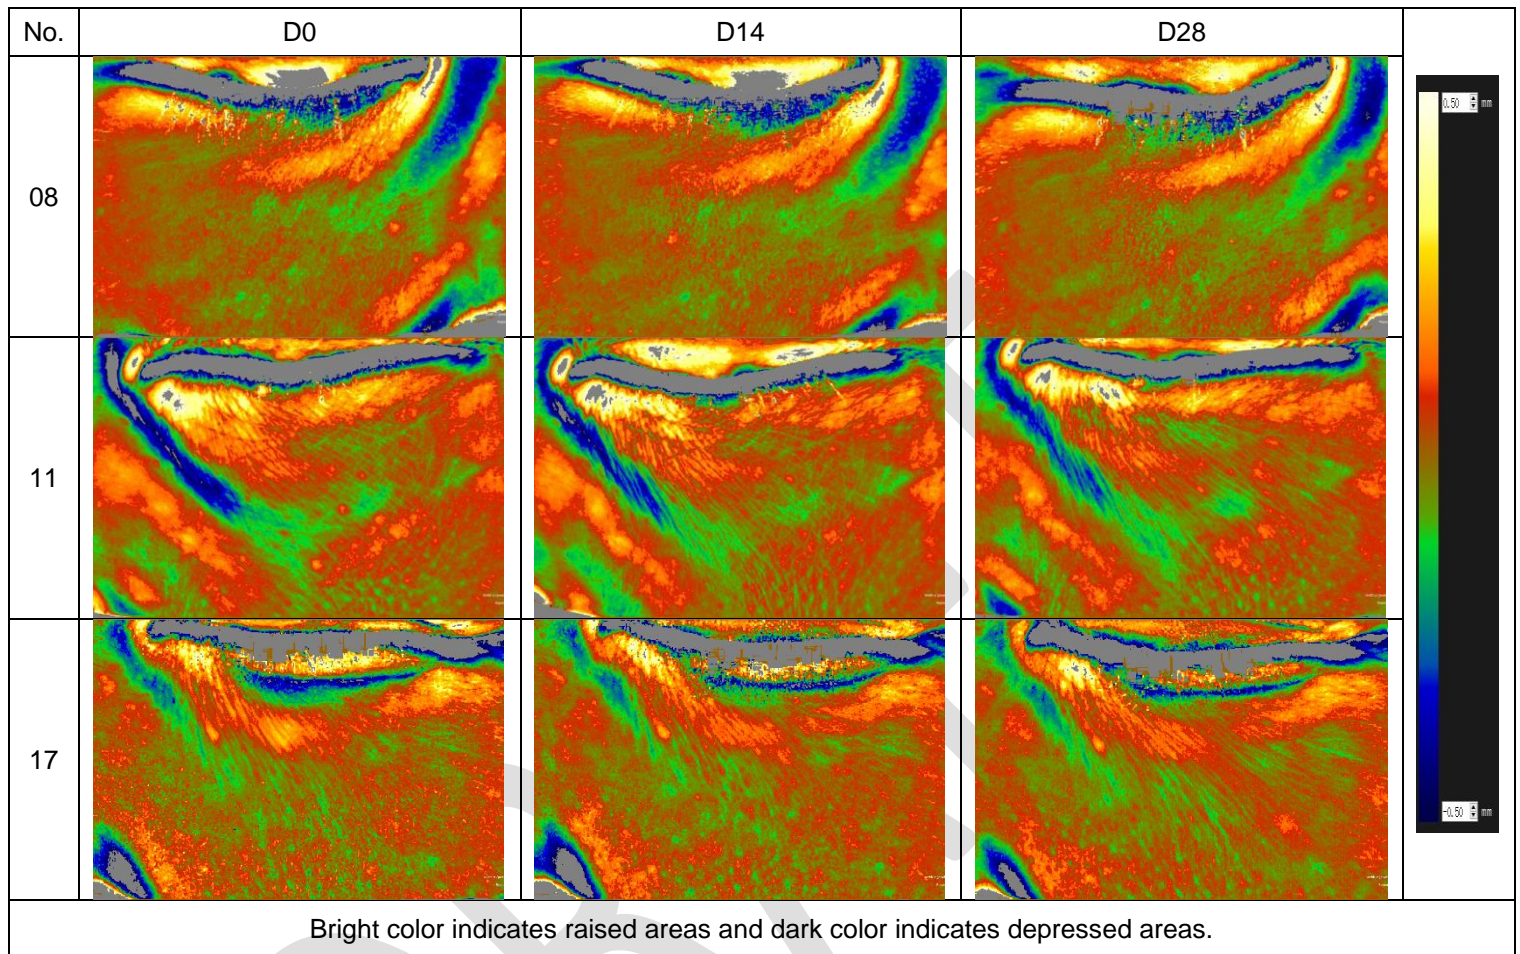 No. D0 D14 D28
0.50 mm
08
11
17
-0.50 mm
Bright color indicates raised areas and dark color indicates depressed areas.